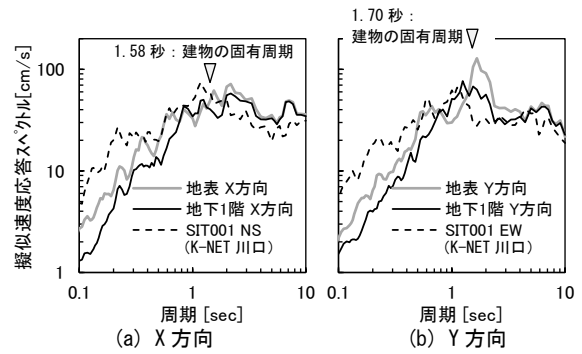 1.58 秒：建物の固有周期
1.70 秒：
建物の固有周期
擬似速度応答スペクトル[cm/s]
100
10
1
地表 X方向
地下1階 X方向
SIT001 NS
(K-NET 川口)
0.1
1
10
周期 [sec]
(a) X 方向
100
10
1
地表 Y方向
地下1階 Y方向
SIT001 EW
(K-NET 川口)
0.1
1
10
周期 [sec]
(b) Y 方向